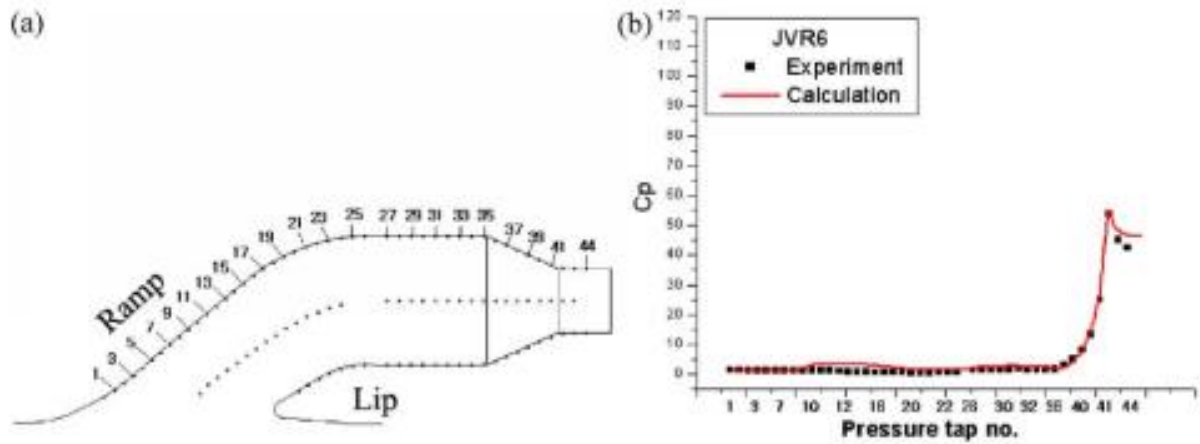 (a)
1 3 5 7 9 11 13 15 17 19 21 23 25 27 29 31 33 35 37 39 41 44
Ramp
Lip
(b)
JVR6
Experiment
Calculation
120
110
100
90
80
70
60
50
40
30
20
10
0
Cp
1 3 7 10 12 16 20 22 26 30 32 36 40 41 44
Pressure tap no.